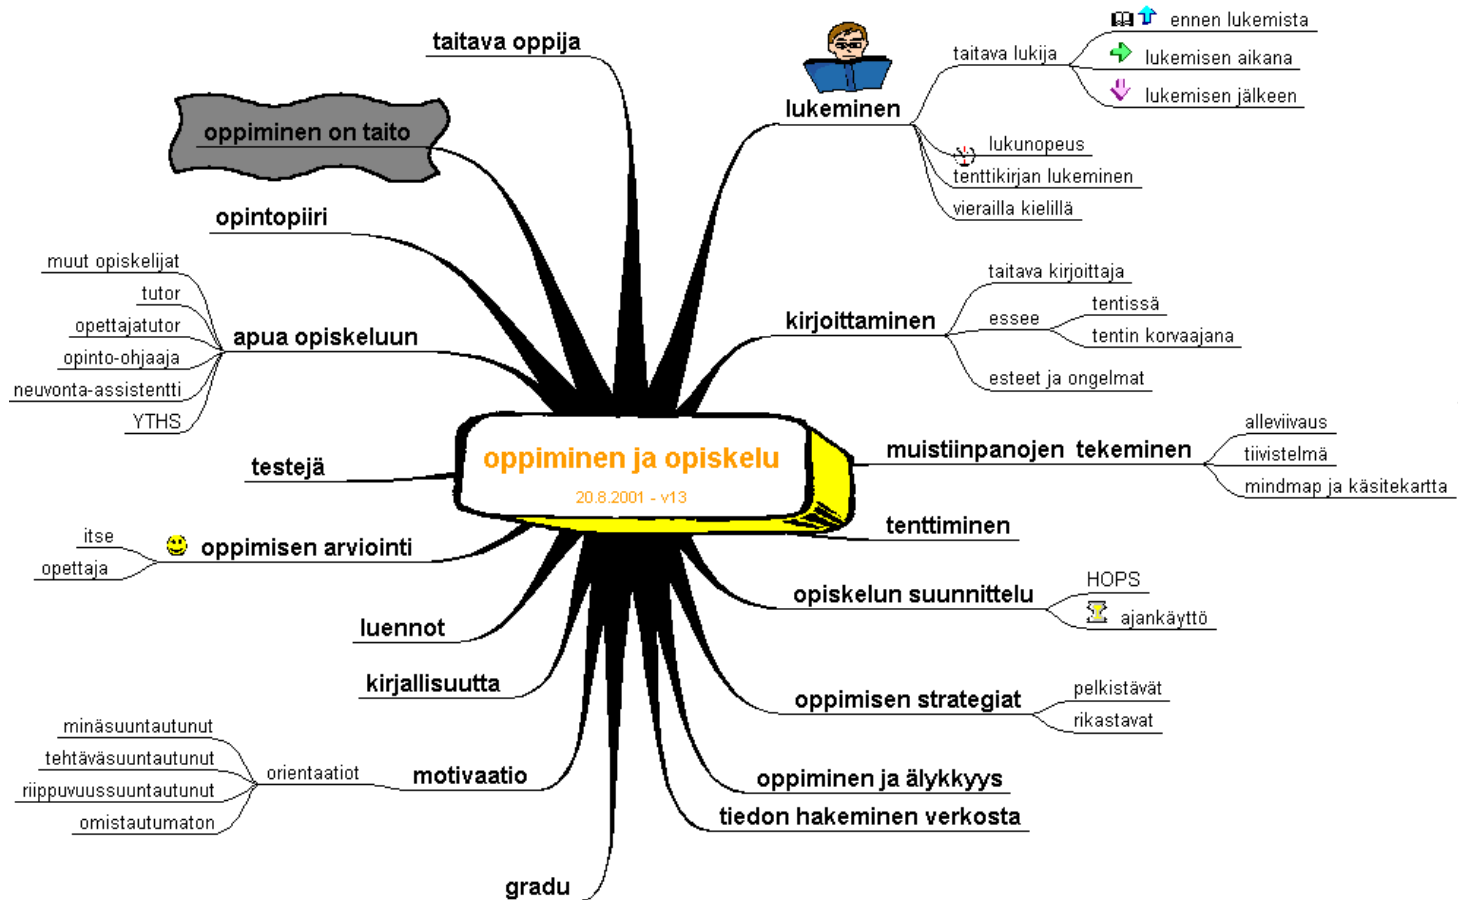 oppiminen ja opiskelu
20.8.2001 - v13
lukeminen
taitava lukija
ennen lukemista
lukemisen aikana
lukemisen jälkeen
lukunopeus
tenttikirjan lukeminen
vierailla kielillä
kirjoittaminen
taitava kirjoittaja
essee
tentissä
tentin korvaajana
esteet ja ongelmat
muistiinpanojen tekeminen
alleviivaus
tiivistelmä
mindmap ja käsitekartta
tenttiminen
opiskelun suunnittelu
HOPS
ajankäyttö
oppimisen strategiat
pelkistävät
rikastavat
oppiminen ja älykkyys
tiedon hakeminen verkosta
taitava oppija
oppiminen on taito
opintopiiri
apua opiskeluun
muut opiskelijat
tutor
opettajatutor
opinto-ohjaaja
neuvonta-assistentti
YTHS
testejä
oppimisen arviointi
itse
opettaja
luennot
kirjallisuutta
motivaatio
orientaatiot
minäsuuntautunut
tehtäväsuuntautunut
riippuvuussuuntautunut
omistautumaton
gradu